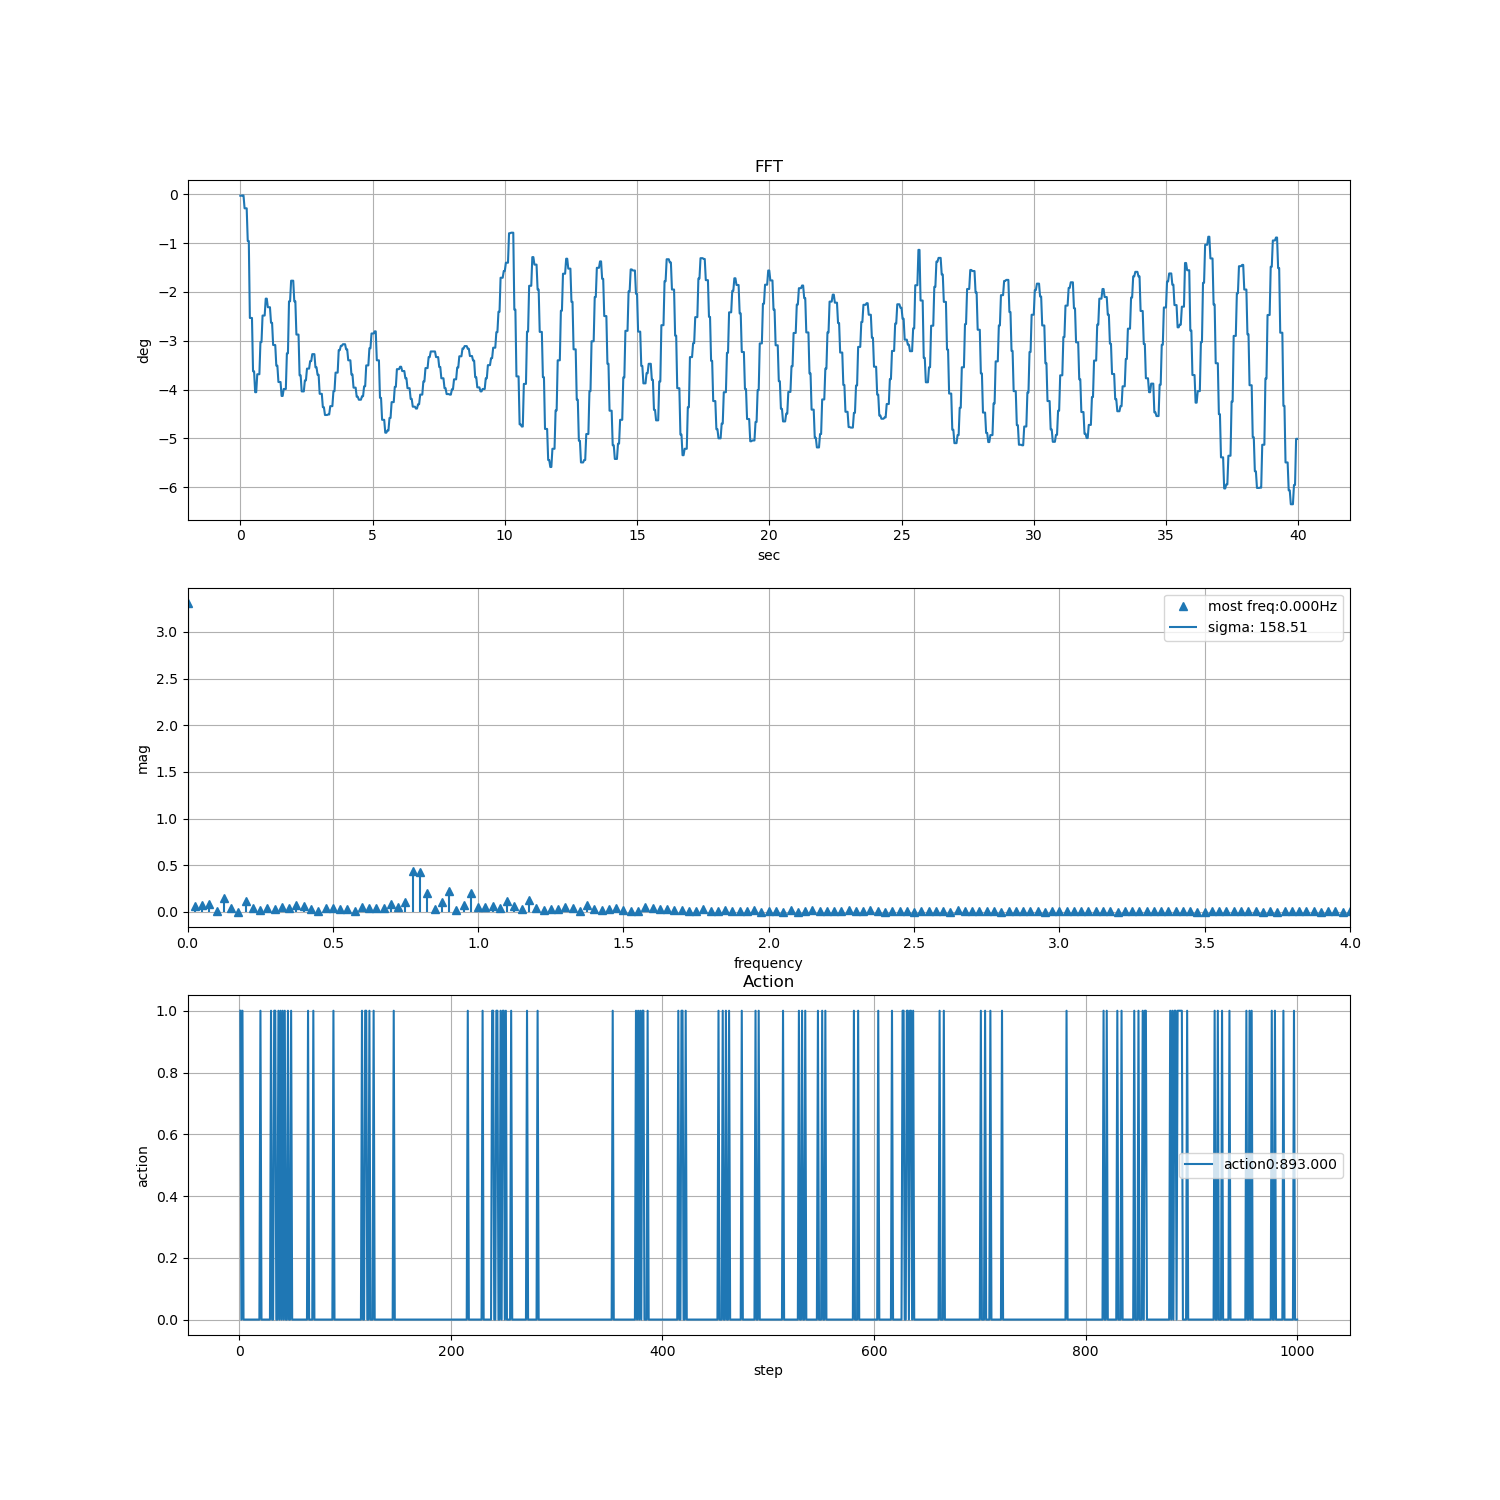 FFT
0
−1
−2
−3
−4
−5
−6
deg
0 5 10 15 20 25 30 35 40
sec
most freq:0.000Hz
sigma: 158.51
3.0
2.5
2.0
1.5
1.0
0.5
0.0
mag
0.0 0.5 1.0 1.5 2.0 2.5 3.0 3.5 4.0
frequency
Action
1.0
0.8
0.6
0.4
0.2
0.0
action
action0:893.000
0 200 400 600 800 1000
step